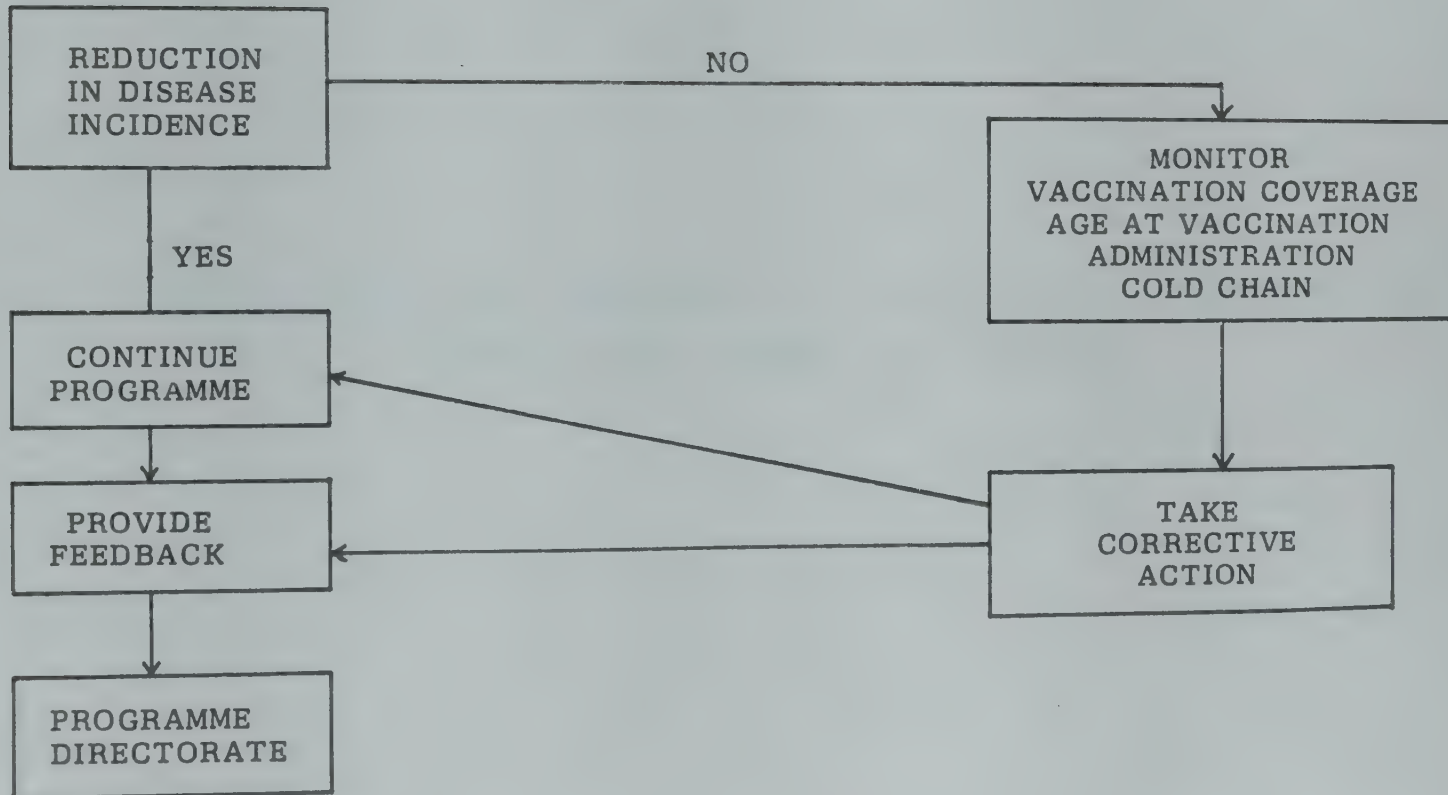 REDUCTION
IN DISEASE
INCIDENCE
NO
MONITOR
VACCINATION COVERAGE
AGE AT VACCINATION
ADMINISTRATION
COLD CHAIN
YES
CONTINUE
PROGRAMME
PROVIDE
FEEDBACK
TAKE
CORRECTIVE
ACTION
PROGRAMME
DIRECTORATE